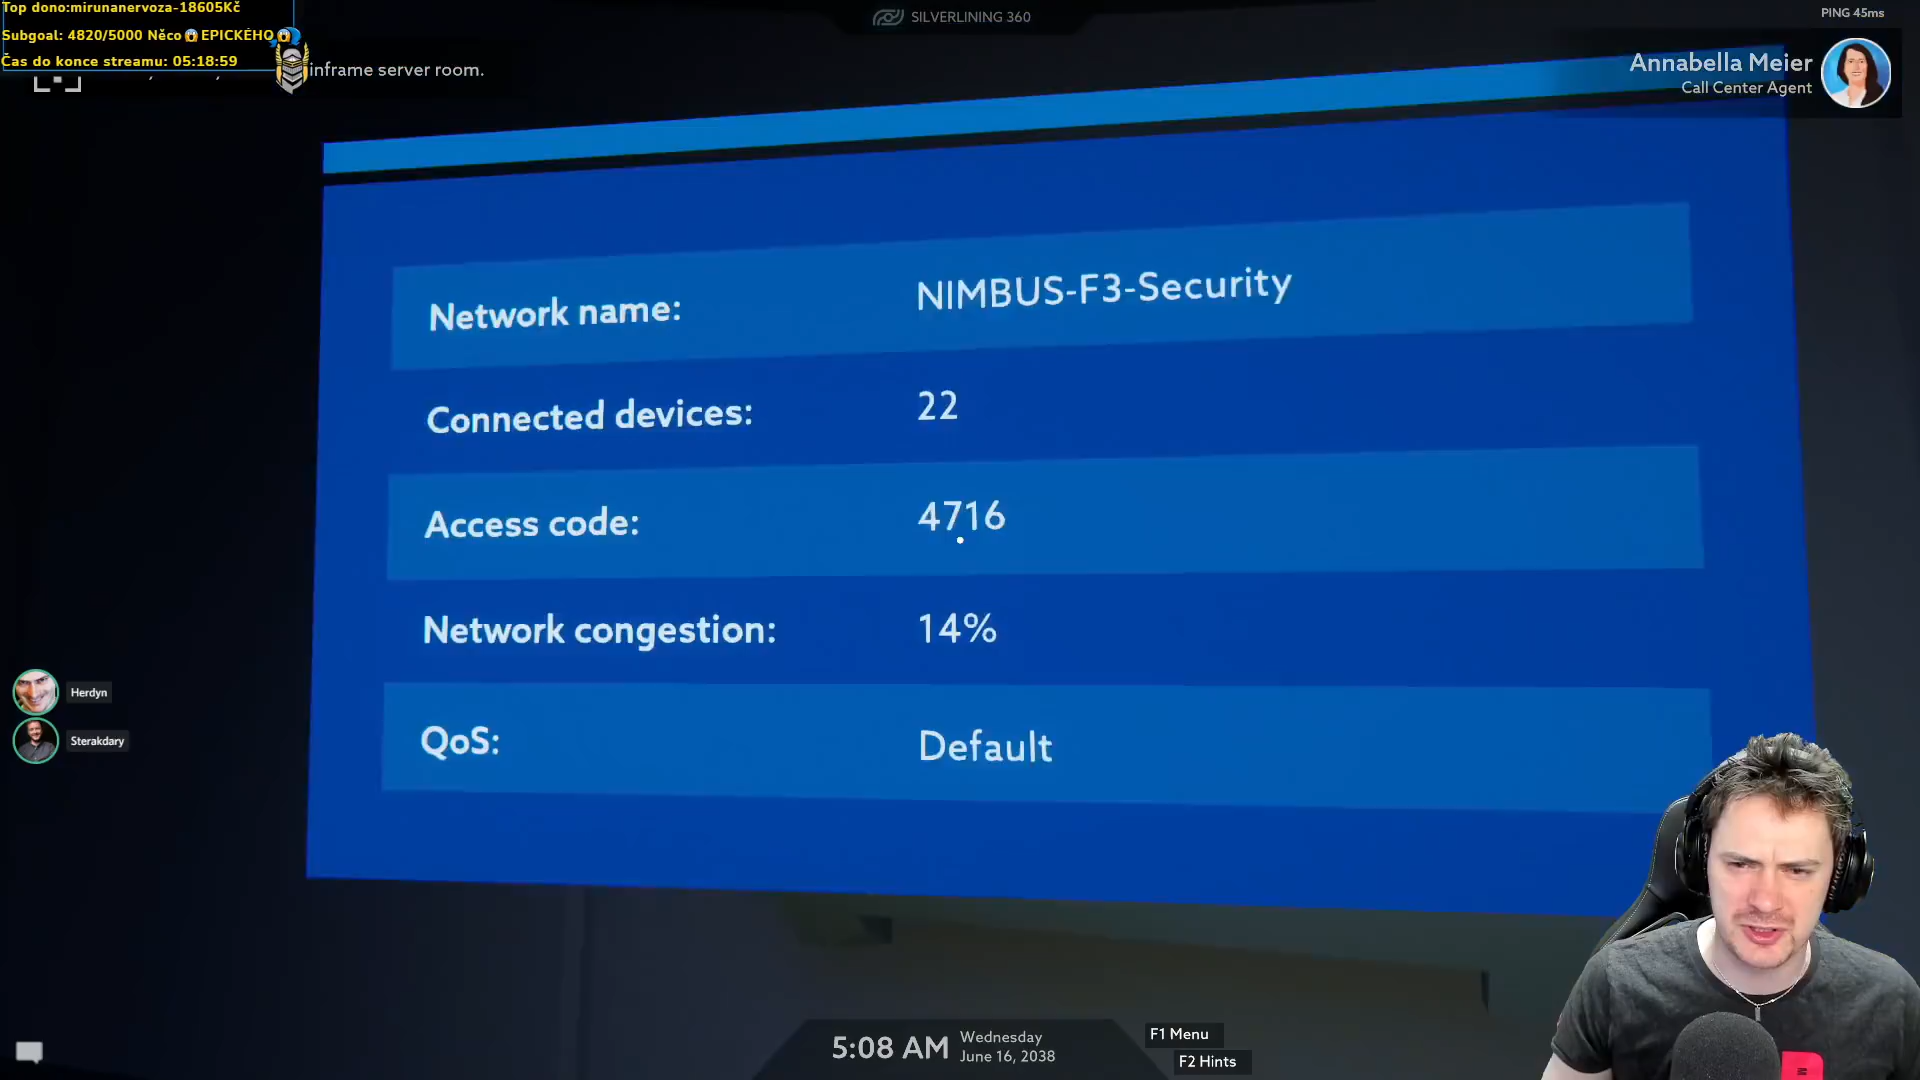 Top dono:mirunanervoza-18605Kč
Subgoal: 4820/5000 Něco😱EPICKÉHO😱
Čas do konce streamu: 05:18:59
inframe server room.
SILVERLINING 360
PING 45ms
Annabella Meier
Call Center Agent
Network name: NIMBUS-F3-Security
Connected devices: 22
Access code: 4716
Network congestion: 14%
QoS: Default
Herdyn
Sterakdary
5:08 AM
Wednesday
June 16, 2038
F1 Menu
F2 Hints